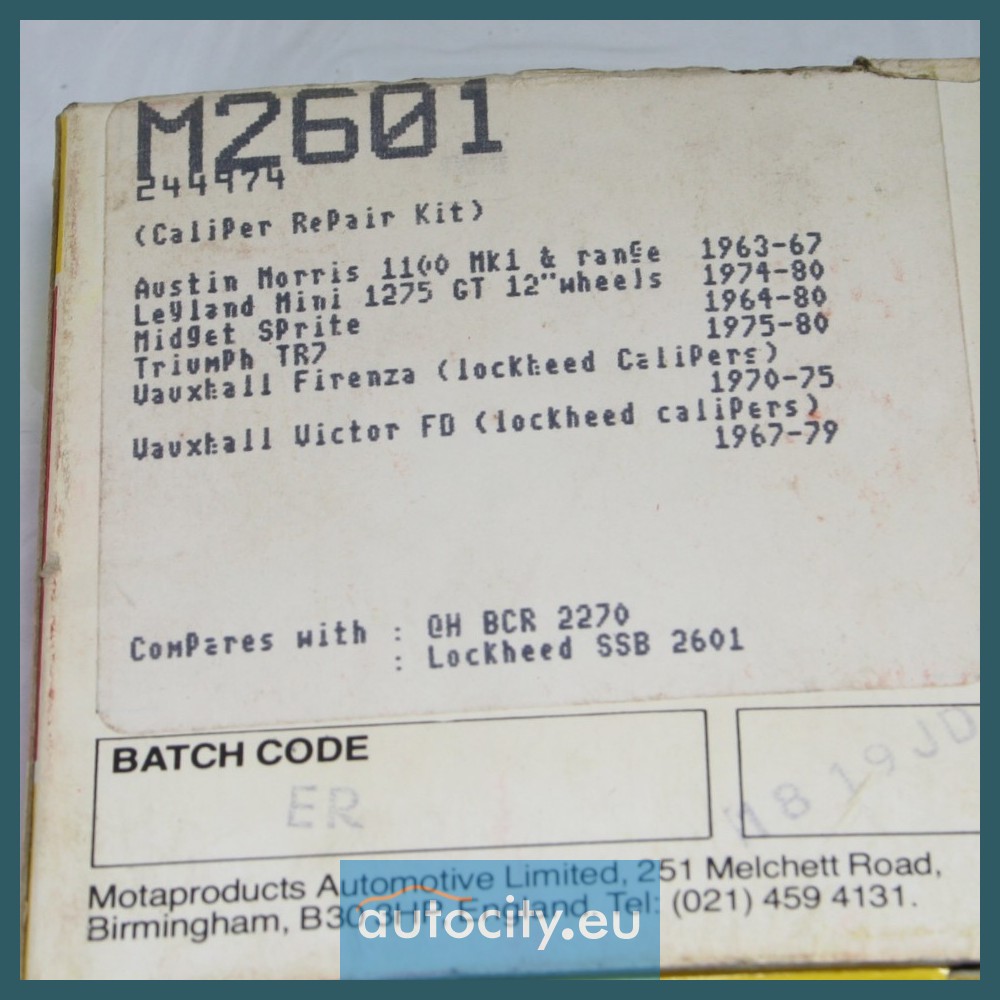 M2601
244974
(Caliper Repair Kit)
Austin Morris 1100 Mk1 & range 1963-67
Leyland Mini 1275 GT 12"wheels 1974-80
Midget Sprite 1964-80
Triumph TR7 1975-80
Vauxhall Firenza (lockheed Calipers)
1970-75
Vauxhall Victor FD (lockheed calipers)
1967-79
Compares with : QH BCR 2270
: Lockheed SSB 2601
BATCH CODE
ER
819JD
Motaproducts Automotive Limited, 251 Melchett Road,
Birmingham, B30 3HP, England. Tel: (021) 459 4131.
autocity.eu